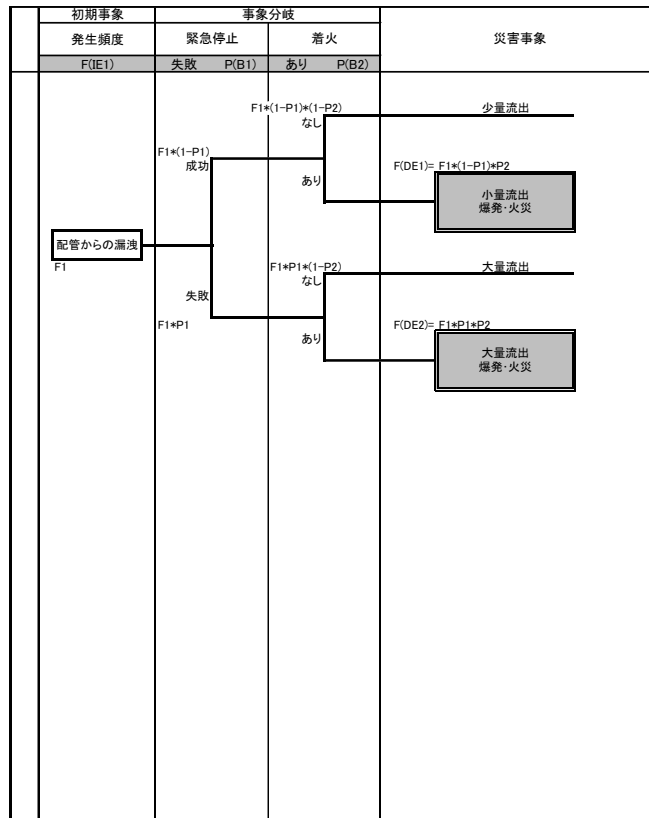 初期事象 事象分岐
発生頻度 緊急停止 着火 災害事象
F(IE1) 失敗 P(B1) あり P(B2)
F1*(1-P1)*(1-P2) 少量流出
なし
F1*(1-P1)
成功
あり
F(DE1)= F1*(1-P1)*P2
小量流出
爆発・火災
配管からの漏洩
F1
F1*P1*(1-P2) 大量流出
なし
失敗
F1*P1
あり
F(DE2)= F1*P1*P2
大量流出
爆発・火災